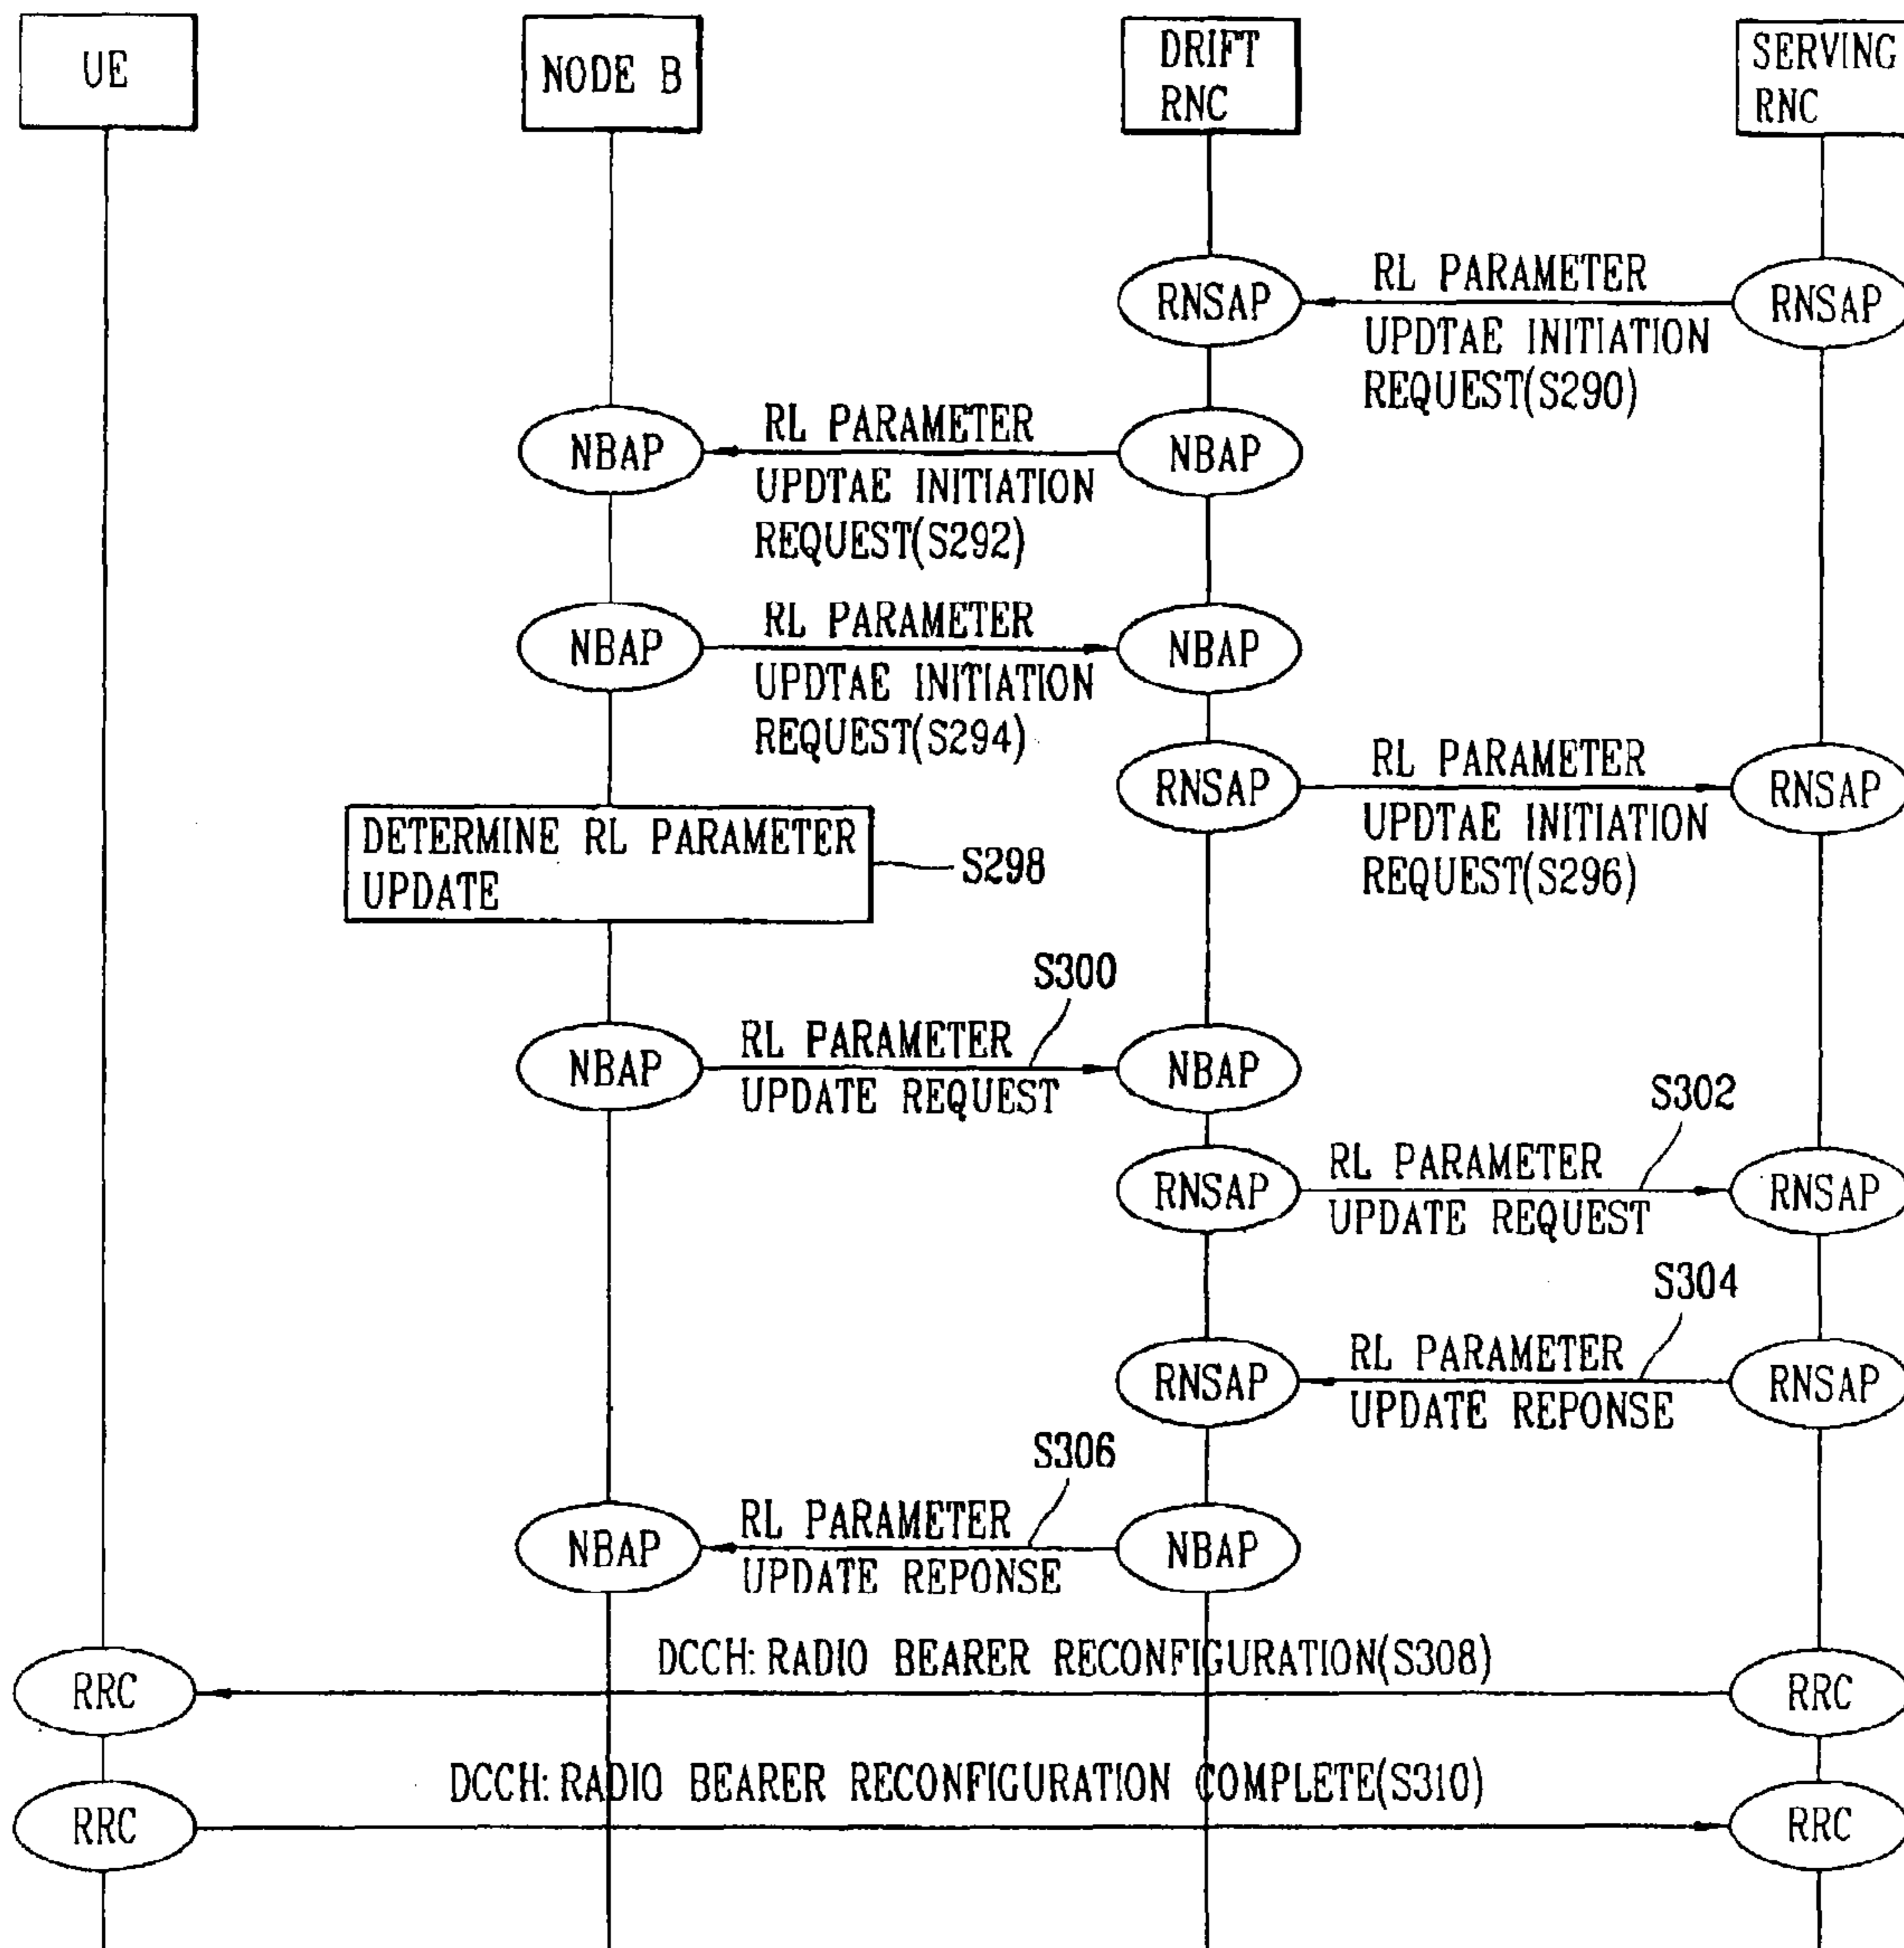 UE
NODE B
DRIFT
RNC
SERVING
RNC
RNSAP
RL PARAMETER
UPDTAE INITIATION
REQUEST(S290)
RNSAP
NBAP
RL PARAMETER
UPDTAE INITIATION
REQUEST(S292)
NBAP
NBAP
RL PARAMETER
UPDTAE INITIATION
REQUEST(S294)
NBAP
RNSAP
RL PARAMETER
UPDTAE INITIATION
REQUEST(S296)
RNSAP
DETERMINE RL PARAMETER
UPDATE
S298
S300
NBAP
RL PARAMETER
UPDATE REQUEST
NBAP
S302
RNSAP
RL PARAMETER
UPDATE REQUEST
RNSAP
S304
RNSAP
RL PARAMETER
UPDATE REPONSE
RNSAP
S306
NBAP
RL PARAMETER
UPDATE REPONSE
NBAP
DCCH: RADIO BEARER RECONFIGURATION(S308)
RRC
RRC
DCCH: RADIO BEARER RECONFIGURATION COMPLETE(S310)
RRC
RRC